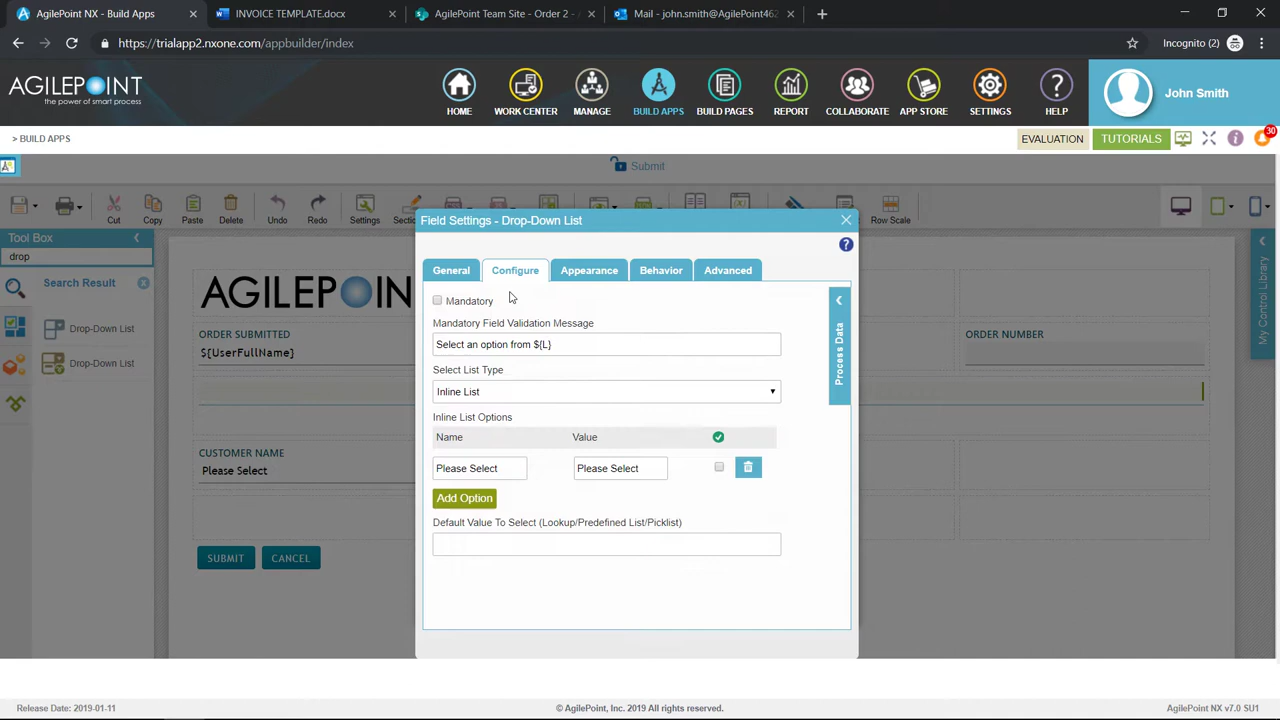 AgilePoint NX - Build Apps
INVOICE TEMPLATE.docx
AgilePoint Team Site - Order 2 - A
Mail - john.smith@AgilePoint462
https://trialapp2.nxone.com/appbuilder/index
Incognito (2)
AGILEPOINT
the power of smart process
HOME
WORK CENTER
MANAGE
BUILD APPS
BUILD PAGES
REPORT
COLLABORATE
APP STORE
SETTINGS
HELP
John Smith
> BUILD APPS
EVALUATION
TUTORIALS
30
Submit
Cut
Copy
Paste
Delete
Undo
Redo
Settings
Row Scale
Tool Box
drop
Search Result
Drop-Down List
Drop-Down List
My Control Library
AGILEPOINT
ORDER SUBMITTED
${UserFullName}
ORDER NUMBER
CUSTOMER NAME
Please Select
SUBMIT
CANCEL
Field Settings - Drop-Down List
General
Configure
Appearance
Behavior
Advanced
Mandatory
Mandatory Field Validation Message
Select an option from ${L}
Select List Type
Inline List
Inline List Options
Name
Value
Please Select
Please Select
Add Option
Default Value To Select (Lookup/Predefined List/Picklist)
Process Data
Release Date: 2019-01-11
© AgilePoint, Inc. 2019 All rights reserved.
AgilePoint NX v7.0 SU1